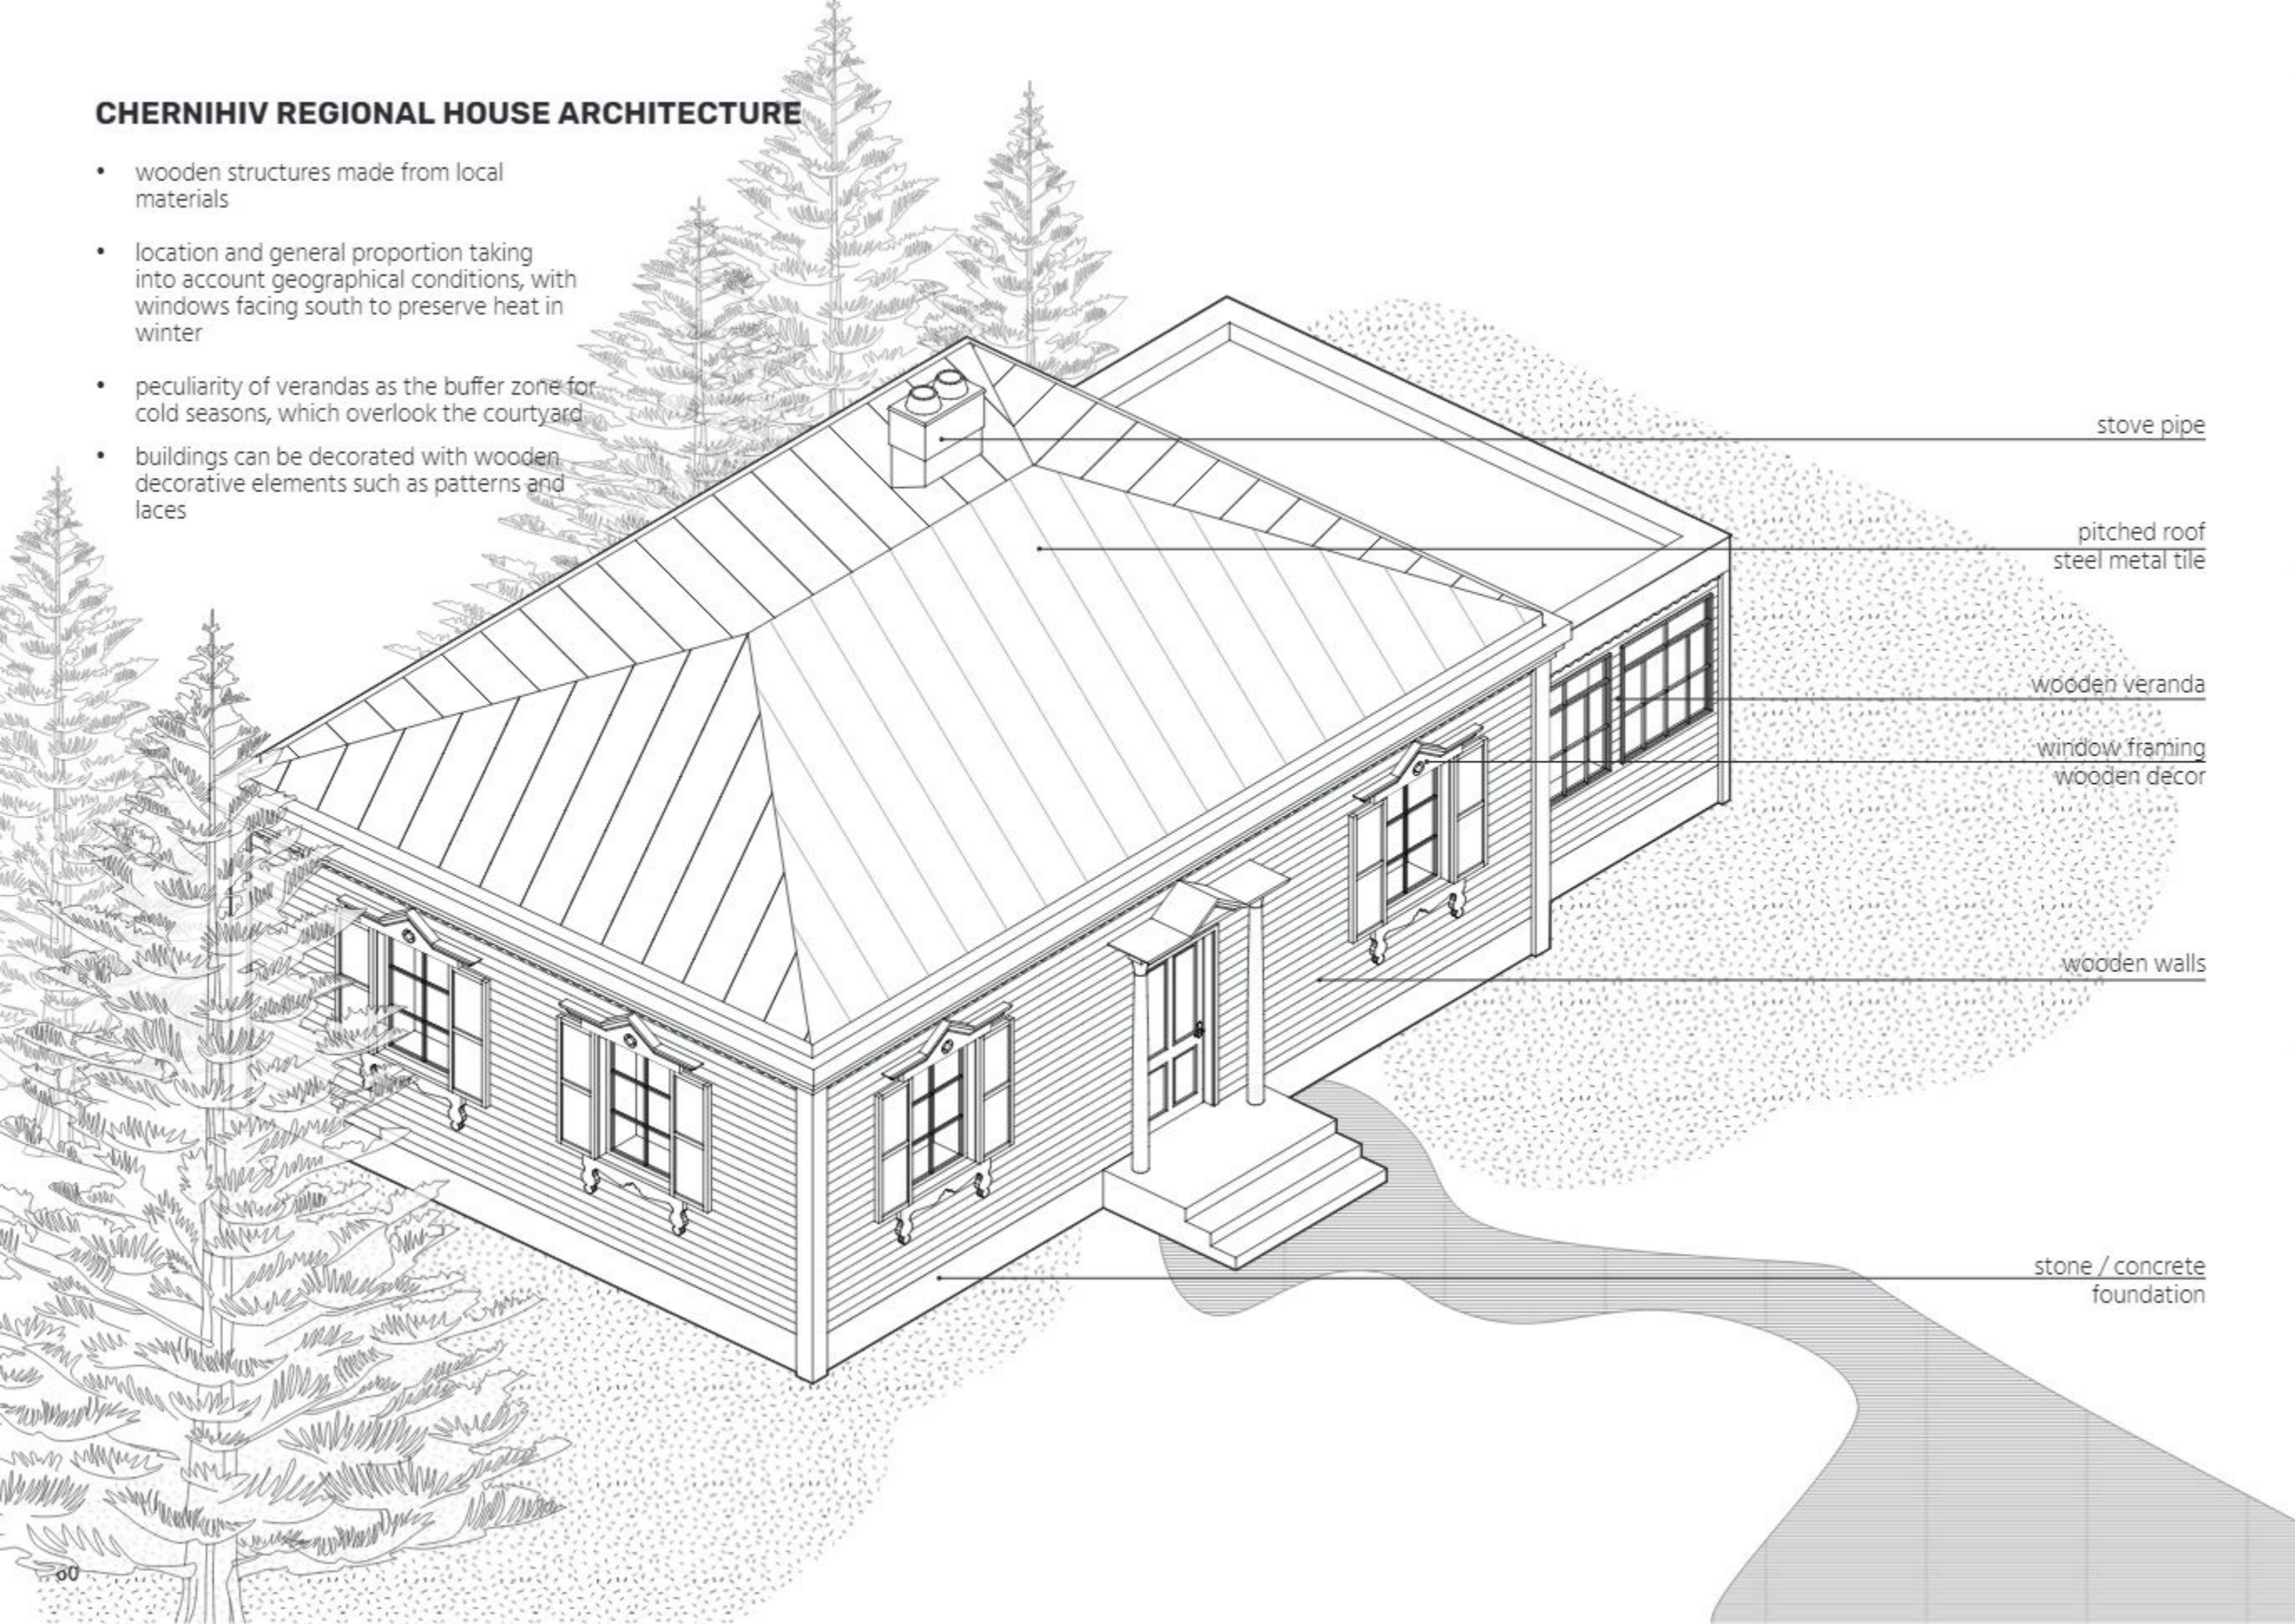 CHERNIHIV REGIONAL HOUSE ARCHITECTURE
• wooden structures made from local
materials
• location and general proportion taking
into account geographical conditions, with
windows facing south to preserve heat in
winter
• peculiarity of verandas as the buffer zone for
cold seasons, which overlook the courtyard
• buildings can be decorated with wooden
decorative elements such as patterns and
laces
stove pipe
pitched roof
steel metal tile
wooden veranda
window framing
wooden decor
wooden walls
stone / concrete
foundation
60